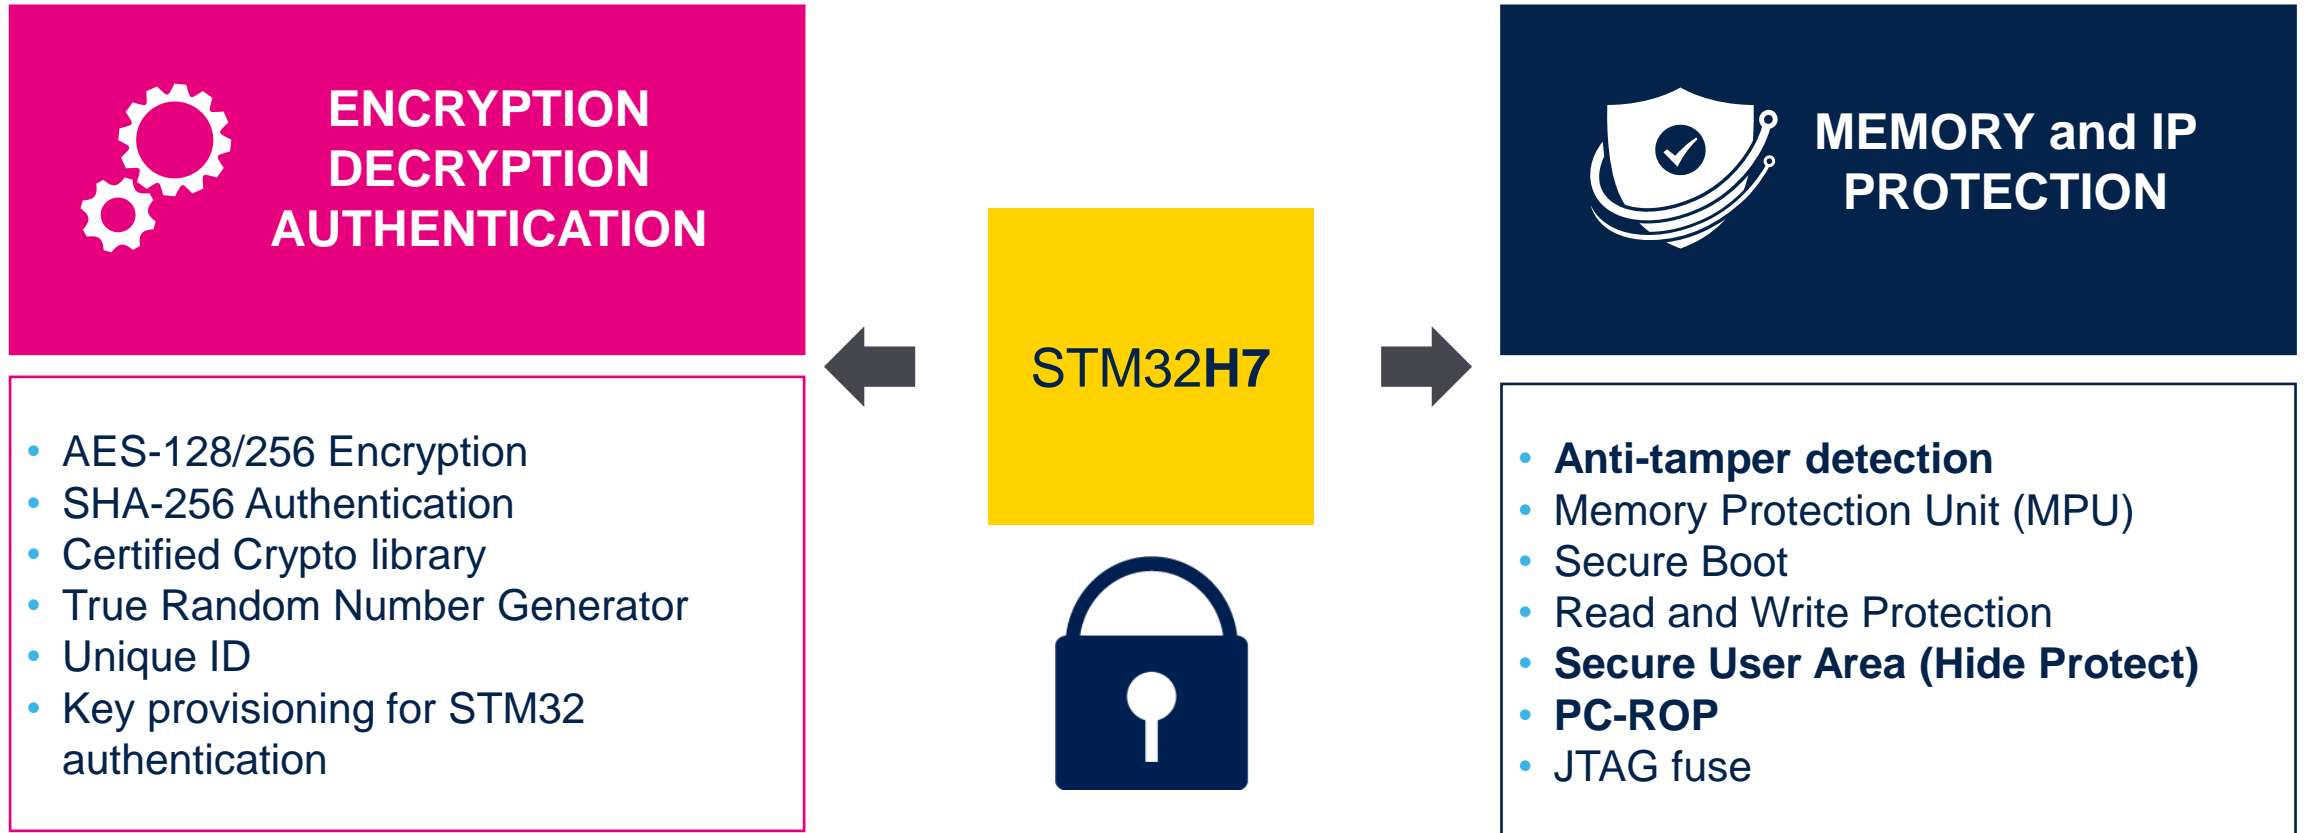 ENCRYPTION
DECRYPTION
AUTHENTICATION
• AES-128/256 Encryption
• SHA-256 Authentication
• Certified Crypto library
• True Random Number Generator
• Unique ID
• Key provisioning for STM32
authentication
STM32H7
MEMORY and IP
PROTECTION
• Anti-tamper detection
• Memory Protection Unit (MPU)
• Secure Boot
• Read and Write Protection
• Secure User Area (Hide Protect)
• PC-ROP
• JTAG fuse